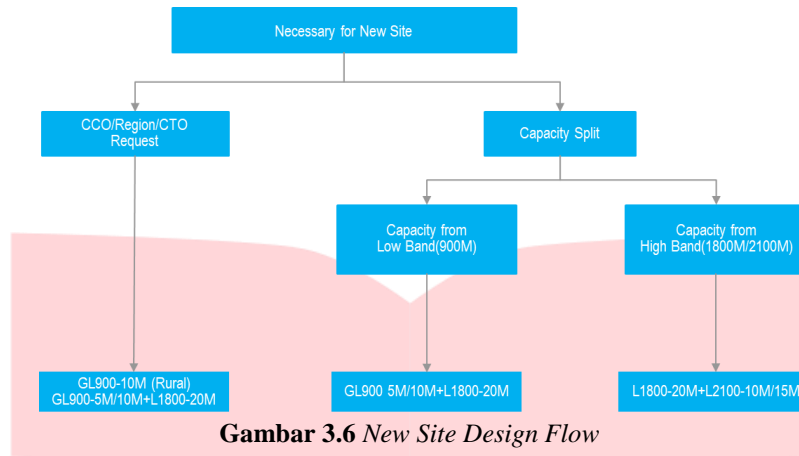 Necessary for New Site
CCO/Region/CTO
Request
Capacity Split
Capacity from
Low Band(900M)
Capacity from
High Band(1800M/2100M)
GL900-10M (Rural)
GL900-5M/10M+L1800-20M
GL900 5M/10M+L1800-20M
L1800-20M+L2100-10M/15M
Gambar 3.6 New Site Design Flow